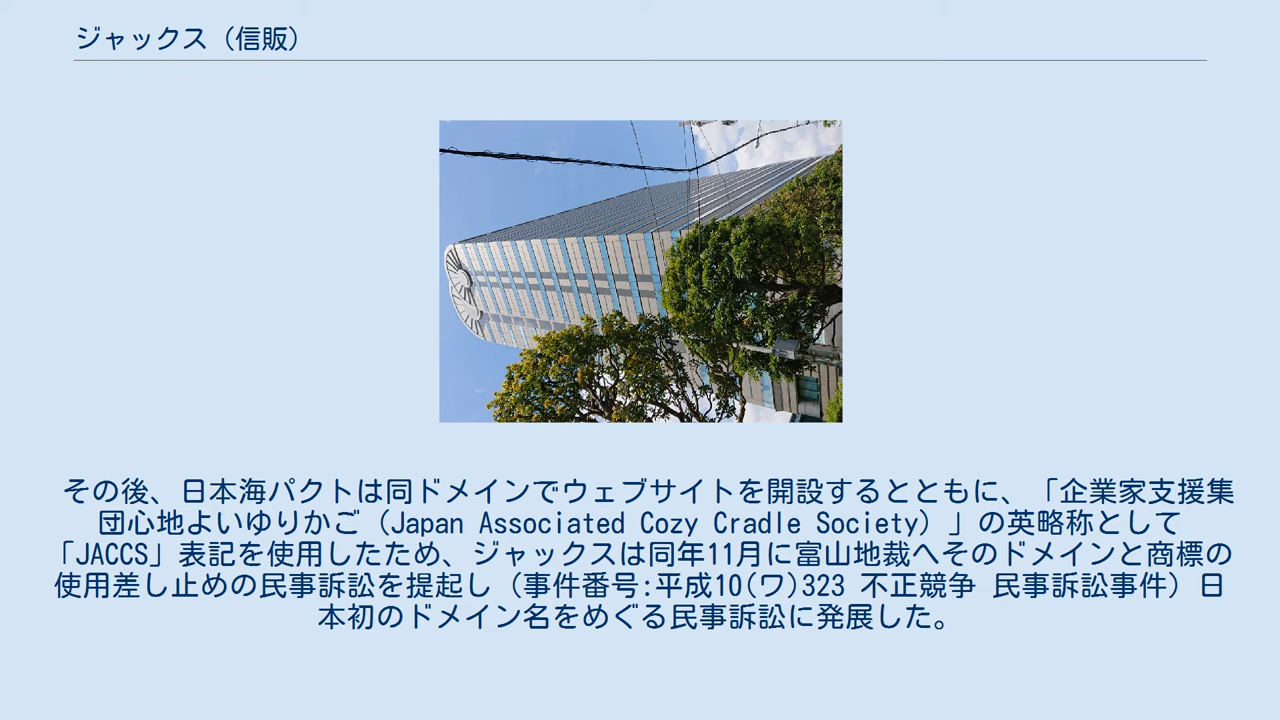 ジャックス（信販）
その後、日本海パクトは同ドメインでウェブサイトを開設するとともに、「企業家支援集
団心地よいゆりかご（Japan Associated Cozy Cradle Society）」の英略称として
「JACCS」表記を使用したため、ジャックスは同年11月に富山地裁へそのドメインと商標の
使用差し止めの民事訴訟を提起し（事件番号:平成10(ワ)323 不正競争 民事訴訟事件）日
本初のドメイン名をめぐる民事訴訟に発展した。